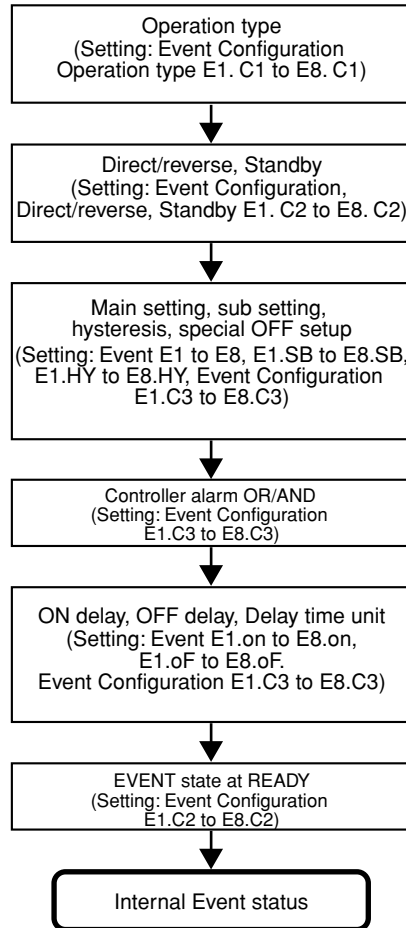 Operation type
(Setting: Event Configuration
Operation type E1. C1 to E8. C1)
Direct/reverse, Standby
(Setting: Event Configuration,
Direct/reverse, Standby E1. C2 to E8. C2)
Main setting, sub setting,
hysteresis, special OFF setup
(Setting: Event E1 to E8, E1.SB to E8.SB,
E1.HY to E8.HY, Event Configuration
E1.C3 to E8.C3)
Controller alarm OR/AND
(Setting: Event Configuration
E1.C3 to E8.C3)
ON delay, OFF delay, Delay time unit
(Setting: Event E1.on to E8.on,
E1.oF to E8.oF.
Event Configuration E1.C3 to E8.C3)
EVENT state at READY
(Setting: Event Configuration
E1.C2 to E8.C2)
Internal Event status